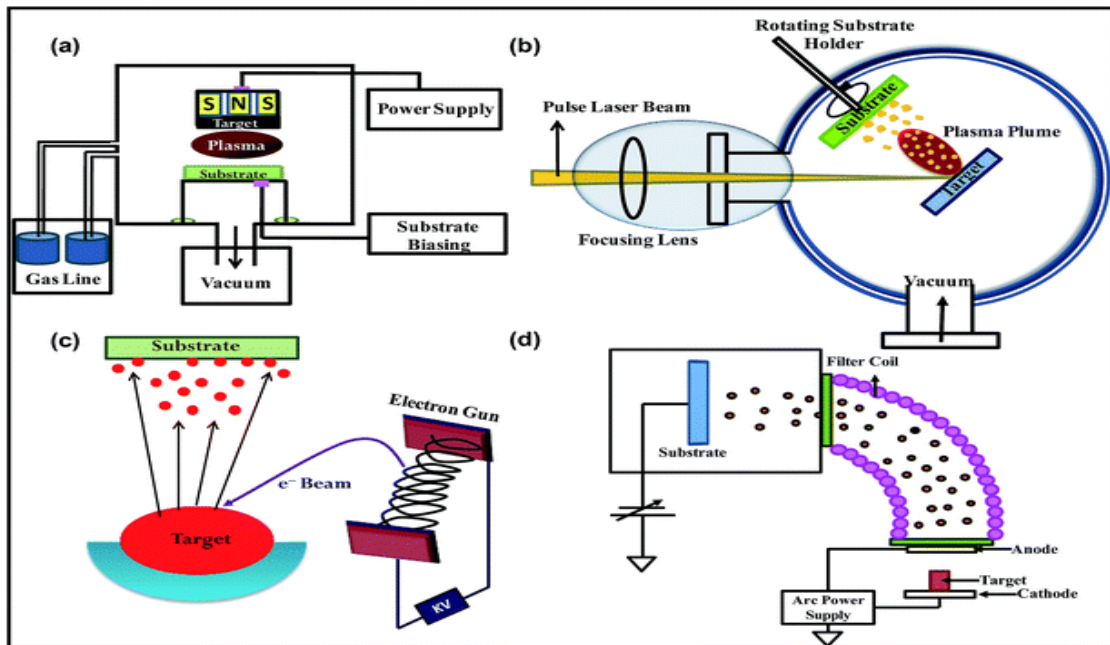 (a)
S N S
Target
Power Supply
Plasma
Substrate
Substrate
Biasing
Gas Line
Vacuum
(b)
Rotating Substrate
Holder
Pulse Laser Beam
Substrate
Plasma Plume
Target
Focusing Lens
Vacuum
(c)
Substrate
Electron Gun
e⁻ Beam
Target
KV
(d)
Filter Coil
Substrate
Anode
Target
Cathode
Arc Power
Supply